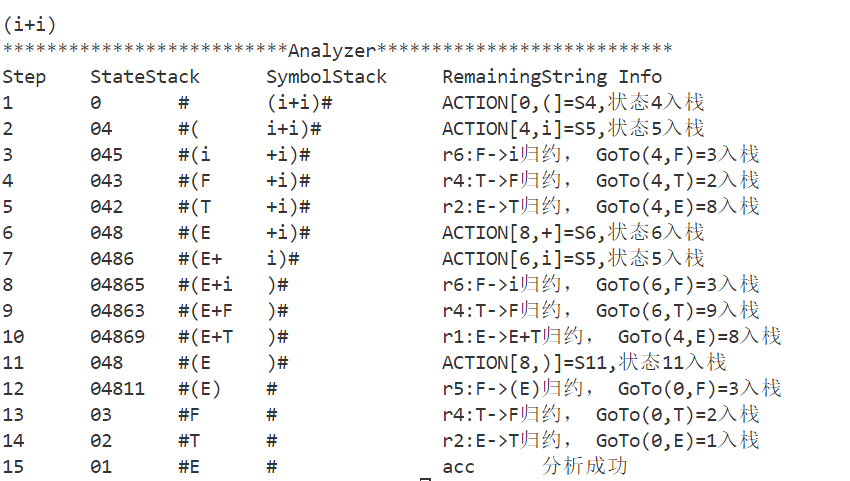 (i+i)
**************************Analyzer***************************
Step StateStack SymbolStack RemainingString Info
1 0 # (i+i)# ACTION[0,(]=S4,状态4入栈
2 04 #( i+i)# ACTION[4,i]=S5,状态5入栈
3 045 #(i +i)# r6:F->i归约， GoTo(4,F)=3入栈
4 043 #(F +i)# r4:T->F归约， GoTo(4,T)=2入栈
5 042 #(T +i)# r2:E->T归约， GoTo(4,E)=8入栈
6 048 #(E +i)# ACTION[8,+]=S6,状态6入栈
7 0486 #(E+ i)# ACTION[6,i]=S5,状态5入栈
8 04865 #(E+i )# r6:F->i归约， GoTo(6,F)=3入栈
9 04863 #(E+F )# r4:T->F归约， GoTo(6,T)=9入栈
10 04869 #(E+T )# r1:E->E+T归约， GoTo(4,E)=8入栈
11 048 #(E )# ACTION[8,)]=S11,状态11入栈
12 04811 #(E) # r5:F->(E)归约， GoTo(0,F)=3入栈
13 03 #F # r4:T->F归约， GoTo(0,T)=2入栈
14 02 #T # r2:E->T归约， GoTo(0,E)=1入栈
15 01 #E # acc 分析成功